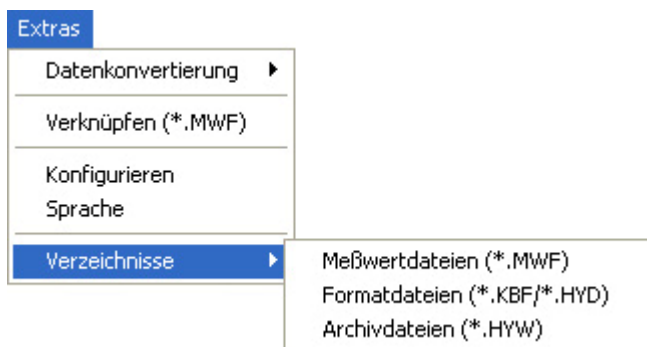 Extras
Datenkonvertierung
Verknüpfen (*.MWF)
Konfigurieren
Sprache
Verzeichnisse
Meßwertdateien (*.MWF)
Formatdateien (*.KBF/*.HYD)
Archivdateien (*.HYW)